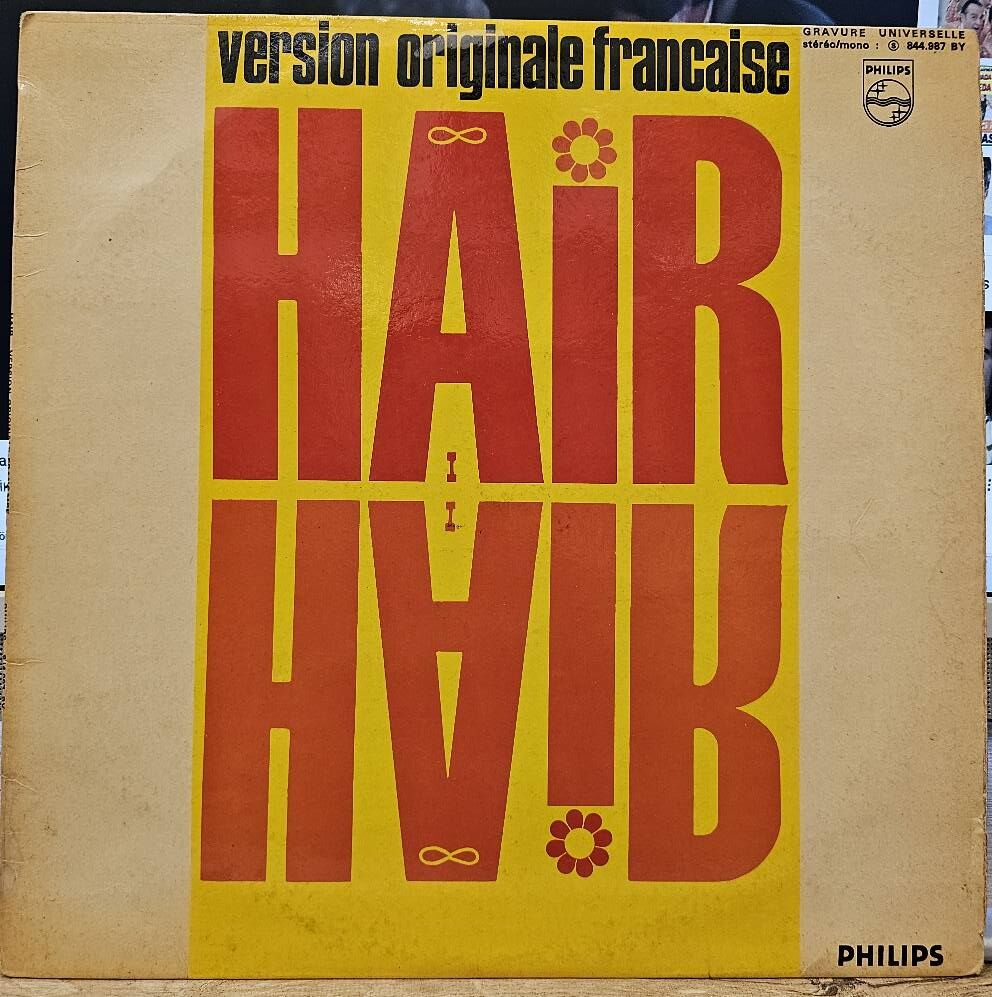 version originale francaise
GRAVURE UNIVERSELLE
stéréo/mono : Ⓢ 844.987 BY
PHILIPS
HAiR
I
I
HAiR
PHILIPS